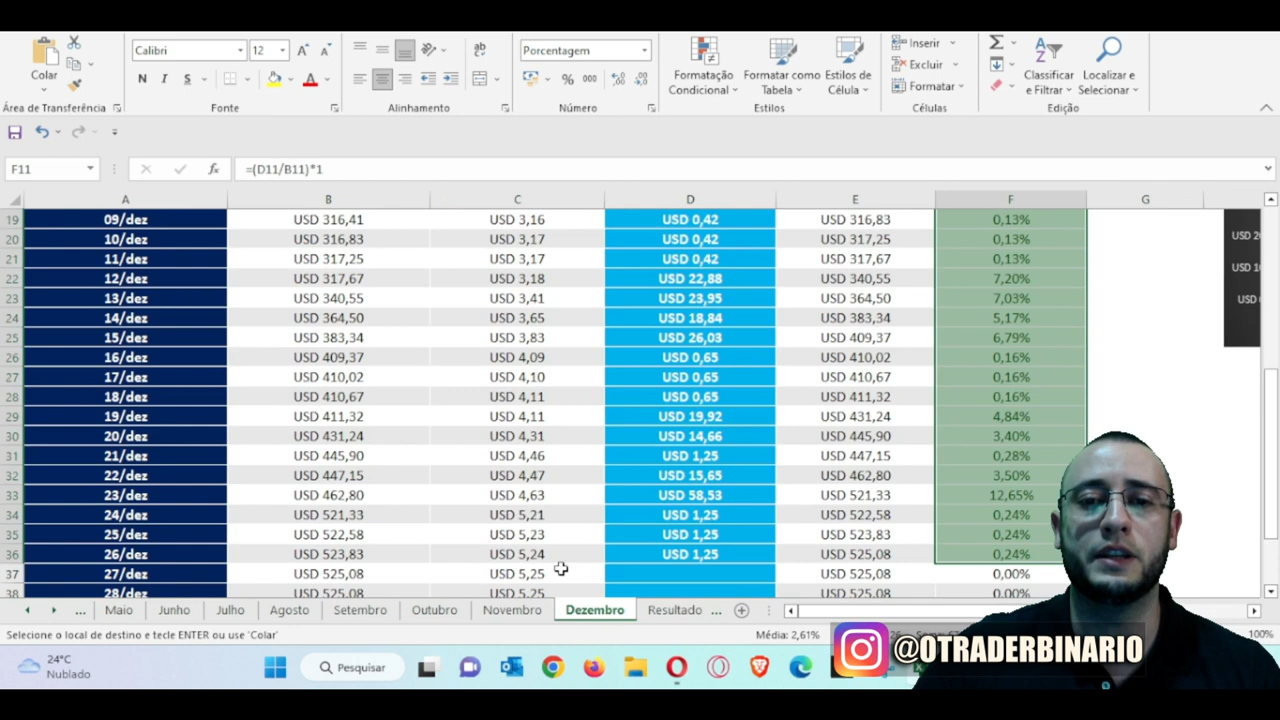 Calibri 12 Porcentagem Inserir
Colar N I S % 000 Formatação Formatar como Estilos de Excluir Classificar Localizar e
Condicional Tabela Célula Formatar e Filtrar Selecionar
Área de Transferência Fonte Alinhamento Número Estilos Células Edição
F11 fx =(D11/B11)*1
A B C D E F G
19 09/dez USD 316,41 USD 3,16 USD 0,42 USD 316,83 0,13%
20 10/dez USD 316,83 USD 3,17 USD 0,42 USD 317,25 0,13%
21 11/dez USD 317,25 USD 3,17 USD 0,42 USD 317,67 0,13%
22 12/dez USD 317,67 USD 3,18 USD 22,88 USD 340,55 7,20%
23 13/dez USD 340,55 USD 3,41 USD 23,95 USD 364,50 7,03%
24 14/dez USD 364,50 USD 3,65 USD 18,84 USD 383,34 5,17%
25 15/dez USD 383,34 USD 3,83 USD 26,03 USD 409,37 6,79%
26 16/dez USD 409,37 USD 4,09 USD 0,65 USD 410,02 0,16%
27 17/dez USD 410,02 USD 4,10 USD 0,65 USD 410,67 0,16%
28 18/dez USD 410,67 USD 4,11 USD 0,65 USD 411,32 0,16%
29 19/dez USD 411,32 USD 4,11 USD 19,92 USD 431,24 4,84%
30 20/dez USD 431,24 USD 4,31 USD 14,66 USD 445,90 3,40%
31 21/dez USD 445,90 USD 4,46 USD 1,25 USD 447,15 0,28%
32 22/dez USD 447,15 USD 4,47 USD 15,65 USD 462,80 3,50%
33 23/dez USD 462,80 USD 4,63 USD 58,53 USD 521,33 12,65%
34 24/dez USD 521,33 USD 5,21 USD 1,25 USD 522,58 0,24%
35 25/dez USD 522,58 USD 5,23 USD 1,25 USD 523,83 0,24%
36 26/dez USD 523,83 USD 5,24 USD 1,25 USD 525,08 0,24%
37 27/dez USD 525,08 USD 5,25 USD 525,08 0,00%
38 28/dez USD 525,08 USD 5,25 USD 525,08 0,00%
... Maio Junho Julho Agosto Setembro Outubro Novembro Dezembro Resultado ...
Selecione o local de destino e tecle ENTER ou use 'Colar' Média: 2,61% 100%
@OTRADERBINARIO
24°C
Nublado
Pesquisar